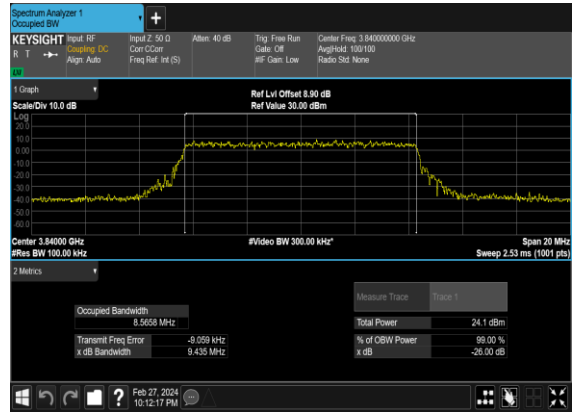 Spectrum Analyzer 1
Occupied BW
+
KEYSIGHT Input: RF Input Z: 50 Ω Atten: 40 dB Trig: Free Run Center Freq: 3.840000000 GHz
R T Coupling: DC Corr CCorr Gate: Off Avg|Hold: 100/100
Align: Auto Freq Ref: Int (S) #IF Gain: Low Radio Std: None
LW
1 Graph
Ref Lvl Offset 8.90 dB
Scale/Div 10.0 dB Ref Value 30.00 dBm
Log
20.0
10.0
0.00
-10.0
-20.0
-30.0
-40.0
-50.0
-60.0
Center 3.84000 GHz #Video BW 300.00 kHz* Span 20 MHz
#Res BW 100.00 kHz Sweep 2.53 ms (1001 pts)
2 Metrics
Measure Trace Trace 1
Occupied Bandwidth
8.5658 MHz Total Power 24.1 dBm
Transmit Freq Error -9.059 kHz % of OBW Power 99.00 %
x dB Bandwidth 9.435 MHz x dB -26.00 dB
? Feb 27, 2024
10:12:17 PM